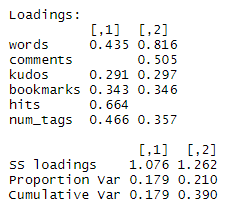 Loadings:
          [,1]  [,2]
words     0.435 0.816
comments        0.505
kudos     0.291 0.297
bookmarks 0.343 0.346
hits      0.664
num_tags  0.466 0.357
                [,1]  [,2]
SS loadings    1.076 1.262
Proportion Var 0.179 0.210
Cumulative Var 0.179 0.390